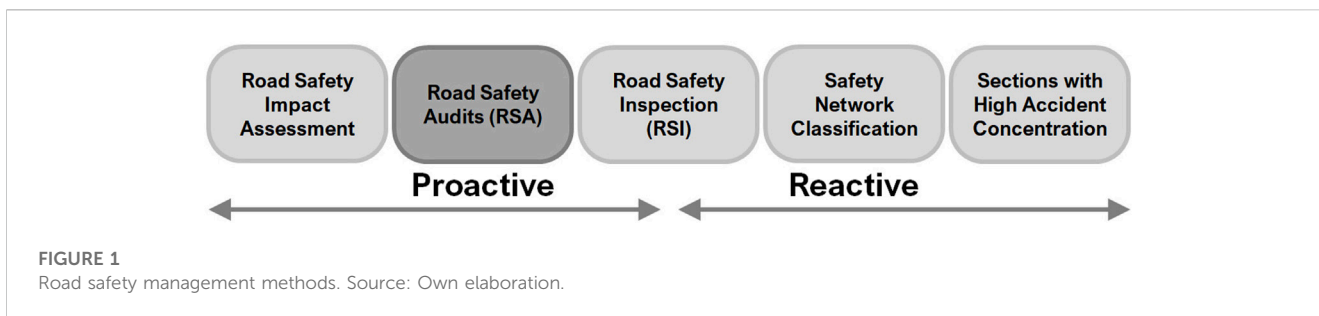 Road Safety
Impact
Assessment
Road Safety
Audits (RSA)
Road Safety
Inspection
(RSI)
Safety
Network
Classification
Sections with
High Accident
Concentration
Proactive
Reactive
FIGURE 1
Road safety management methods. Source: Own elaboration.